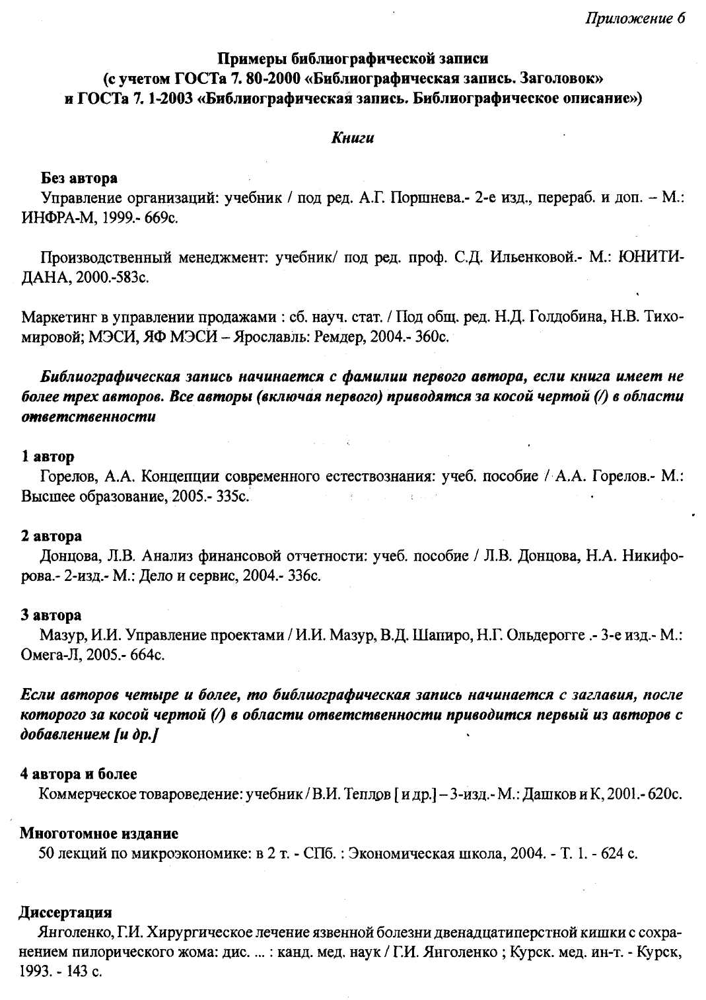 Приложение 6
Примеры библиографической записи
(с учетом ГОСТа 7. 80-2000 «Библиографическая запись. Заголовок»
и ГОСТа 7. 1-2003 «Библиографическая запись. Библиографическое описание»)
Книги
Без автора
Управление организаций: учебник / под ред. А.Г. Поршнева.- 2-е изд., перераб. и доп. – М.:
ИНФРА-М, 1999.- 669с.
Производственный менеджмент: учебник/ под ред. проф. С.Д. Ильенковой.- М.: ЮНИТИ-
ДАНА, 2000.-583с.
Маркетинг в управлении продажами : сб. науч. стат. / Под общ. ред. Н.Д. Голдобина, Н.В. Тихо-
мировой; МЭСИ, ЯФ МЭСИ – Ярославль: Ремдер, 2004.- 360с.
Библиографическая запись начинается с фамилии первого автора, если книга имеет не
более трех авторов. Все авторы (включая первого) приводятся за косой чертой (/) в области
ответственности
1 автор
Горелов, А.А. Концепции современного естествознания: учеб. пособие / А.А. Горелов.- М.:
Высшее образование, 2005.- 335с.
2 автора
Донцова, Л.В. Анализ финансовой отчетности: учеб. пособие / Л.В. Донцова, Н.А. Никифо-
рова.- 2-изд.- М.: Дело и сервис, 2004.- 336с.
3 автора
Мазур, И.И. Управление проектами / И.И. Мазур, В.Д. Шапиро, Н.Г. Ольдерогге .- 3-е изд.- М.:
Омега-Л, 2005.- 664с.
Если авторов четыре и более, то библиографическая запись начинается с заглавия, после
которого за косой чертой (/) в области ответственности приводится первый из авторов с
добавлением [и др.]
4 автора и более
Коммерческое товароведение: учебник / В.И. Теплов [ и др.] – 3-изд.- М.: Дашков и К, 2001.- 620с.
Многотомное издание
50 лекций по микроэкономике: в 2 т. - СПб. : Экономическая школа, 2004. - Т. 1. - 624 с.
Диссертация
Янголенко, Г.И. Хирургическое лечение язвенной болезни двенадцатиперстной кишки с сохра-
нением пилорического жома: дис. ... : канд. мед. наук / Г.И. Янголенко ; Курск. мед. ин-т. - Курск,
1993. - 143 с.